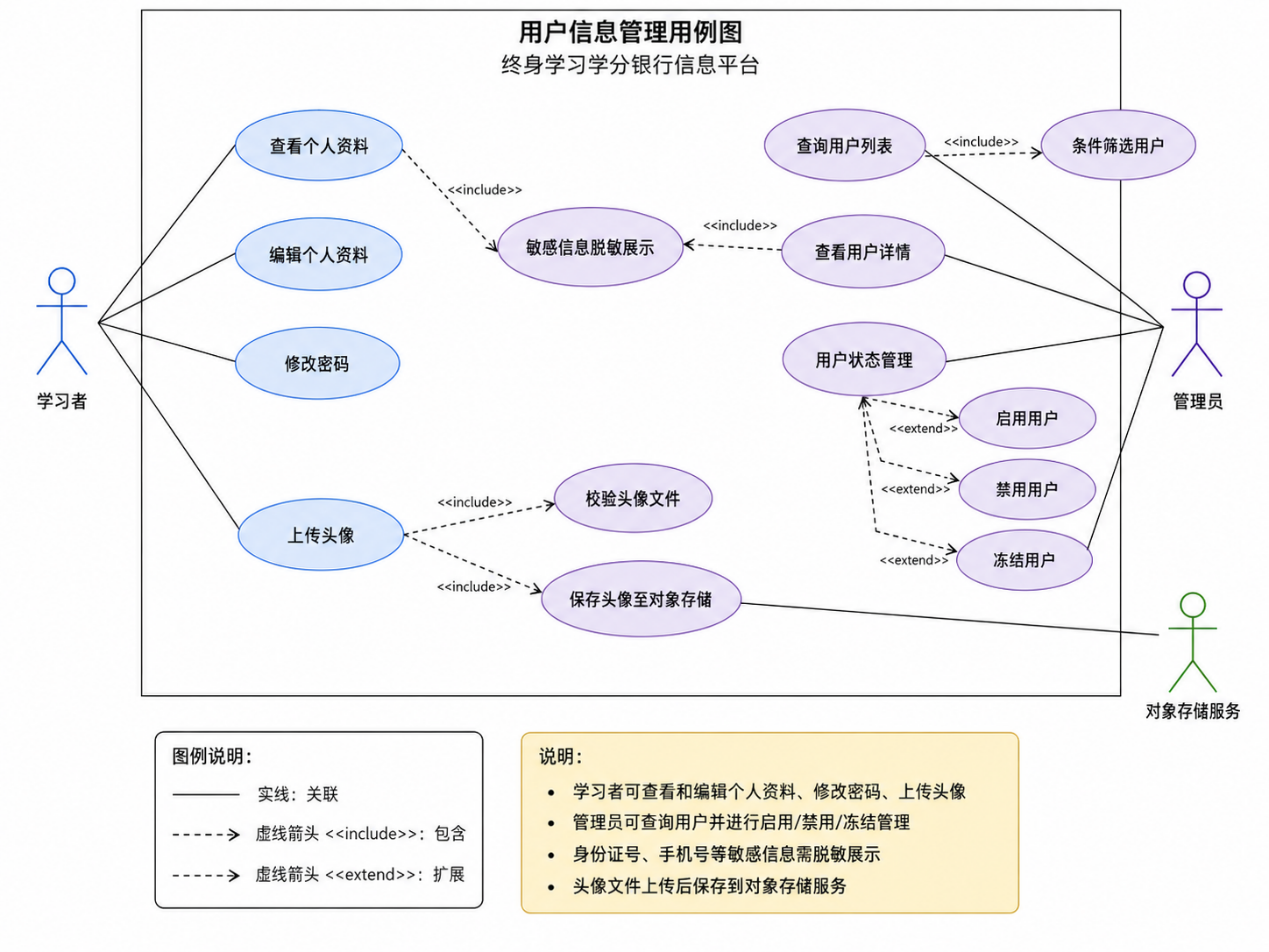 用户信息管理用例图
终身学习学分银行信息平台
查看个人资料
查询用户列表
<<include>>
条件筛选用户
<<include>>
敏感信息脱敏展示
<<include>>
查看用户详情
编辑个人资料
修改密码
用户状态管理
学习者
管理员
启用用户
<<extend>>
禁用用户
<<extend>>
冻结用户
<<extend>>
上传头像
<<include>>
校验头像文件
<<include>>
保存头像至对象存储
对象存储服务
图例说明：
实线：关联
虚线箭头 <<include>>：包含
虚线箭头 <<extend>>：扩展
说明：
• 学习者可查看和编辑个人资料、修改密码、上传头像
• 管理员可查询用户并进行启用/禁用/冻结管理
• 身份证号、手机号等敏感信息需脱敏展示
• 头像文件上传后保存到对象存储服务